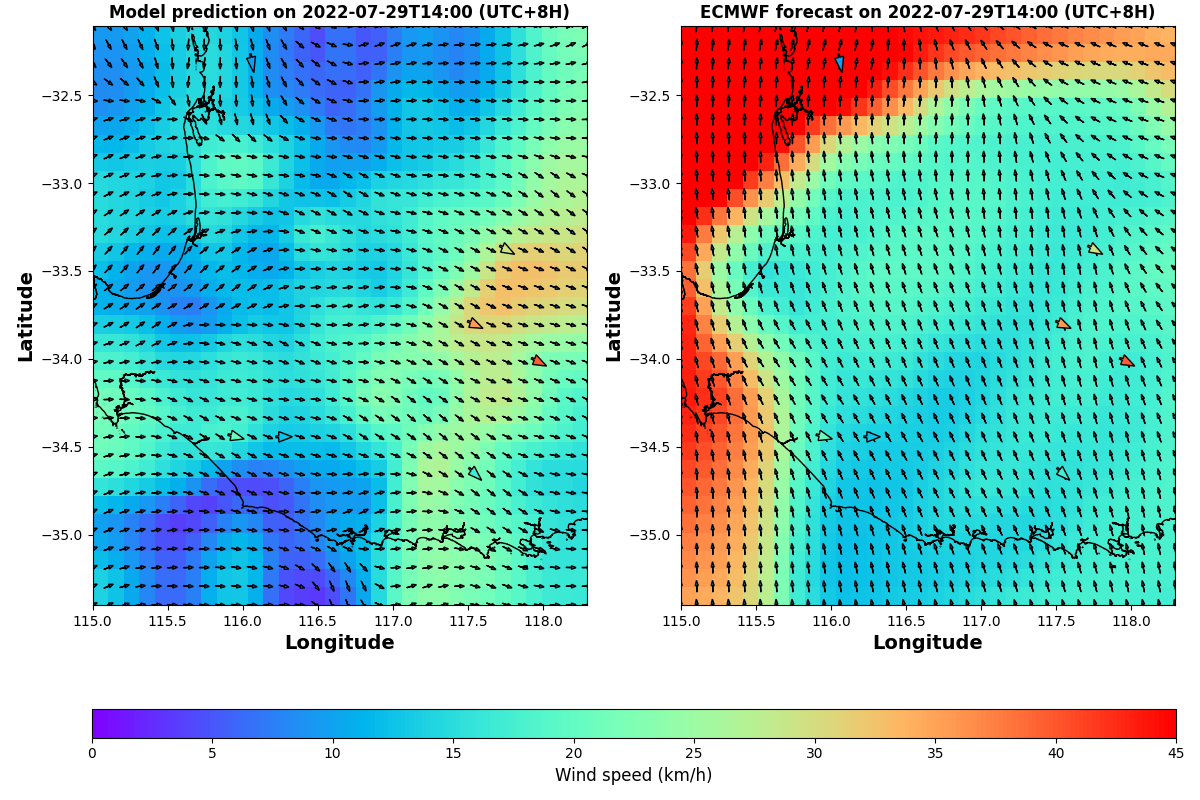 Model prediction on 2022-07-29T14:00 (UTC+8H)
ECMWF forecast on 2022-07-29T14:00 (UTC+8H)
Latitude
−32.5
−33.0
−33.5
−34.0
−34.5
−35.0
115.0 115.5 116.0 116.5 117.0 117.5 118.0
Longitude
Latitude
−32.5
−33.0
−33.5
−34.0
−34.5
−35.0
115.0 115.5 116.0 116.5 117.0 117.5 118.0
Longitude
0 5 10 15 20 25 30 35 40 45
Wind speed (km/h)